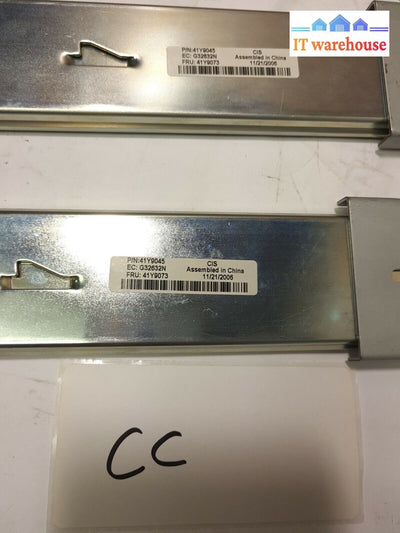 IT warehouse
P/N:41Y9045
EC: G32632N
FRU: 41Y9073
CIS
Assembled in China
11/21/2006
P/N:41Y9045
EC: G32632N
FRU: 41Y9073
CIS
Assembled in China
11/21/2006
CC